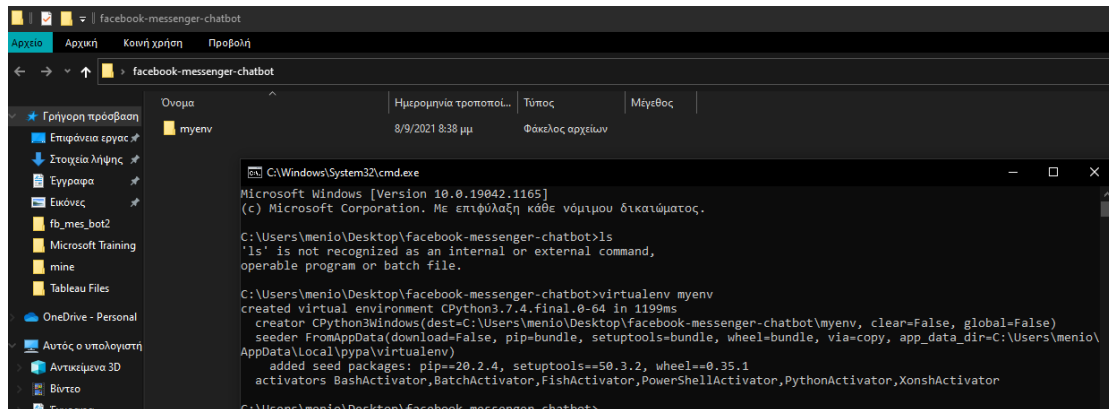 facebook-messenger-chatbot
Αρχείο Αρχική Κοινή χρήση Προβολή
facebook-messenger-chatbot
Όνομα Ημερομηνία τροποποί... Τύπος Μέγεθος
Γρήγορη πρόσβαση
myenv 8/9/2021 8:38 μμ Φάκελος αρχείων
Επιφάνεια εργας
Στοιχεία λήψης
Έγγραφα
Εικόνες
fb_mes_bot2
Microsoft Training
mine
Tableau Files
OneDrive - Personal
Αυτός ο υπολογιστή
Αντικείμενα 3D
Βίντεο
C:\Windows\System32\cmd.exe
Microsoft Windows [Version 10.0.19042.1165]
(c) Microsoft Corporation. Με επιφύλαξη κάθε νόμιμου δικαιώματος.
C:\Users\menio\Desktop\facebook-messenger-chatbot>ls
'ls' is not recognized as an internal or external command,
operable program or batch file.
C:\Users\menio\Desktop\facebook-messenger-chatbot>virtualenv myenv
created virtual environment CPython3.7.4.final.0-64 in 1199ms
creator CPython3Windows(dest=C:\Users\menio\Desktop\facebook-messenger-chatbot\myenv, clear=False, global=False)
seeder FromAppData(download=False, pip=bundle, setuptools=bundle, wheel=bundle, via=copy, app_data_dir=C:\Users\menio\
AppData\Local\pypa\virtualenv)
added seed packages: pip==20.2.4, setuptools==50.3.2, wheel==0.35.1
activators BashActivator,BatchActivator,FishActivator,PowerShellActivator,PythonActivator,XonshActivator
C:\Users\menio\Desktop\facebook-messenger-chatbot>